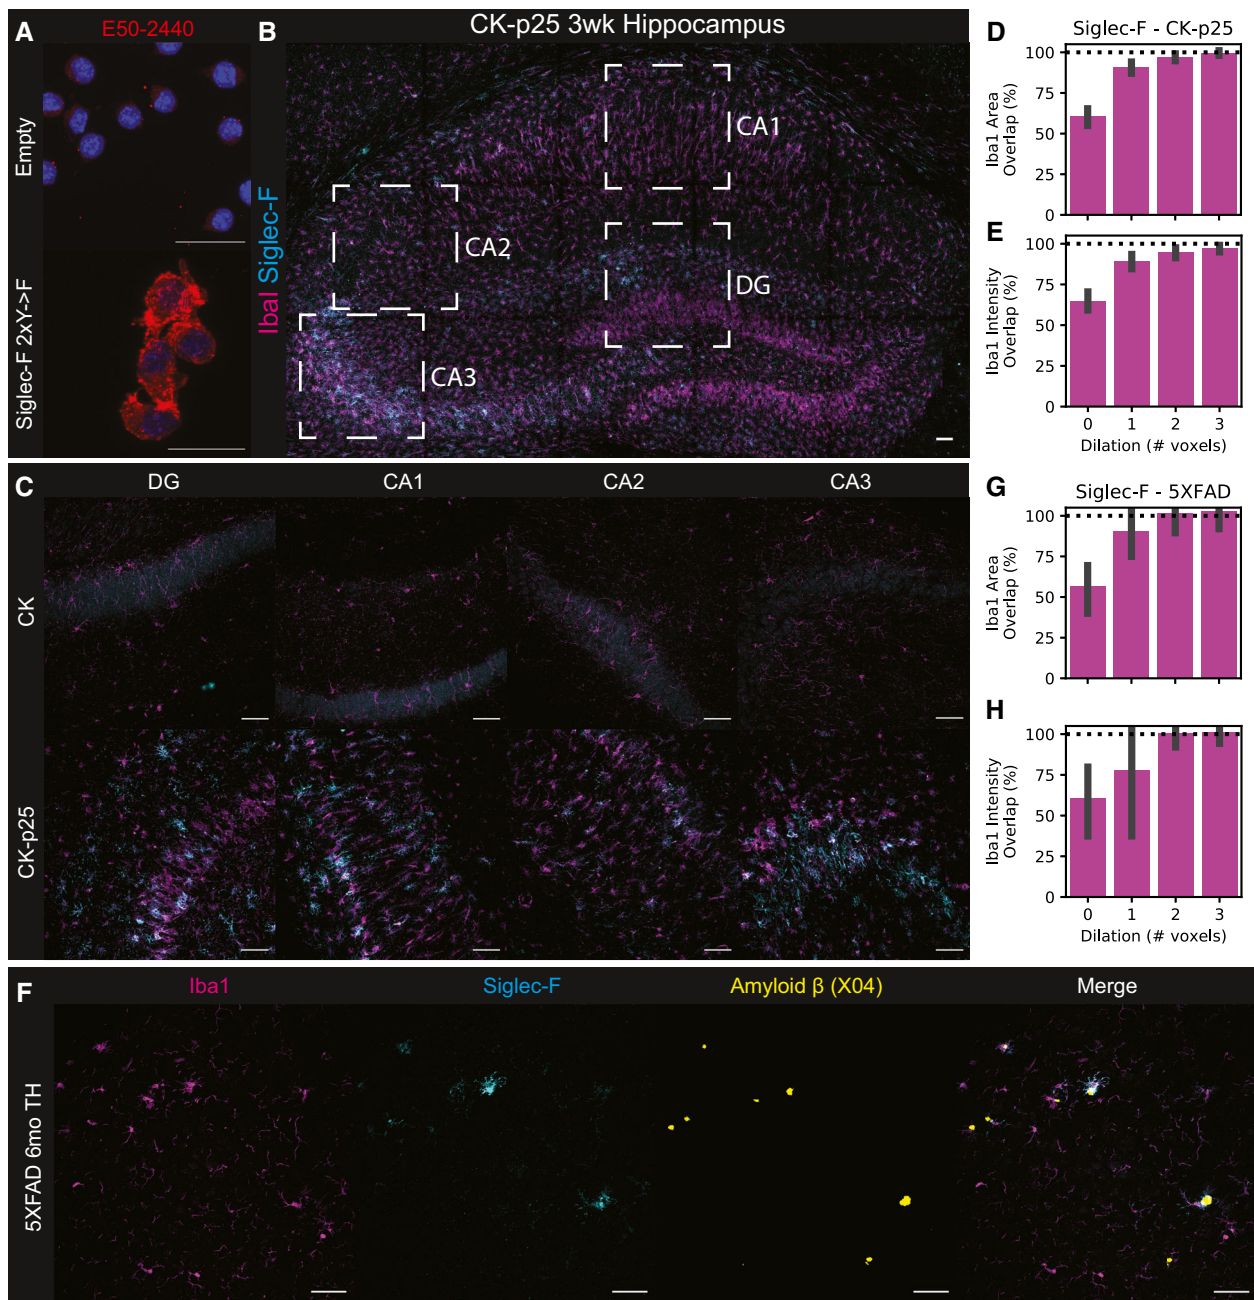 A
E50-2440
Empty
Siglec-F 2xY->F
B
CK-p25 3wk Hippocampus
IbaI Siglec-F
CA1
CA2
DG
CA3
C
DG
CA1
CA2
CA3
CK
CK-p25
D
Siglec-F - CK-p25
Iba1 Area
Overlap (%)
100
75
50
25
0
E
Iba1 Intensity
Overlap (%)
100
75
50
25
0
0 1 2 3
Dilation (# voxels)
G
Siglec-F - 5XFAD
Iba1 Area
Overlap (%)
100
75
50
25
0
H
Iba1 Intensity
Overlap (%)
100
75
50
25
0
0 1 2 3
Dilation (# voxels)
F
Iba1
Siglec-F
Amyloid β (X04)
Merge
5XFAD 6mo TH